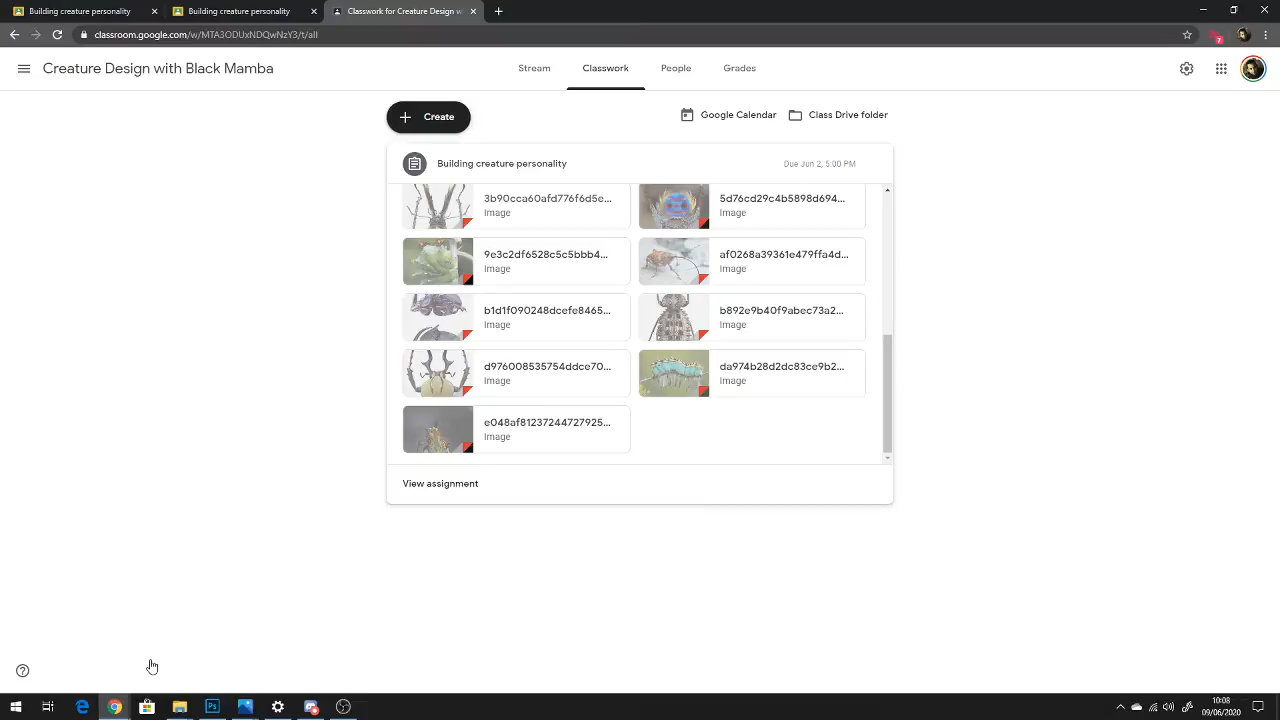 Building creature personality
Building creature personality
Classwork for Creature Design w
classroom.google.com/w/MTA3ODUxNDQwNzY3/t/all
7
Creature Design with Black Mamba
Stream
Classwork
People
Grades
Create
Google Calendar
Class Drive folder
Building creature personality
Due Jun 2, 5:00 PM
3b90cca60afd776f6d5e...
Image
5d76cd29c4b5898d694...
Image
9e3c2df6528c5c5bbb4...
Image
af0268a39361e479ffa4d...
Image
b1d1f090248dcefe8465...
Image
b892e9b40f9abec73a2...
Image
d976008535754ddce70...
Image
da974b28d2dc83ce9b2...
Image
e048af81237244727925...
Image
View assignment
Ps
10:08
09/06/2020